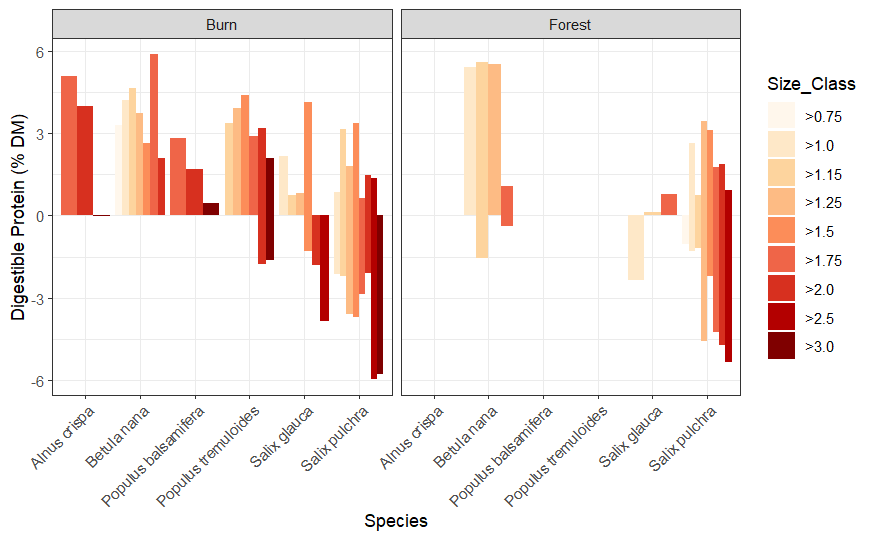 Burn
Forest
Digestible Protein (% DM)
6
3
0
-3
-6
Alnus crispa
Betula nana
Populus balsamifera
Populus tremuloides
Salix glauca
Salix pulchra
Alnus crispa
Betula nana
Populus balsamifera
Populus tremuloides
Salix glauca
Salix pulchra
Species
Size_Class
>0.75
>1.0
>1.15
>1.25
>1.5
>1.75
>2.0
>2.5
>3.0